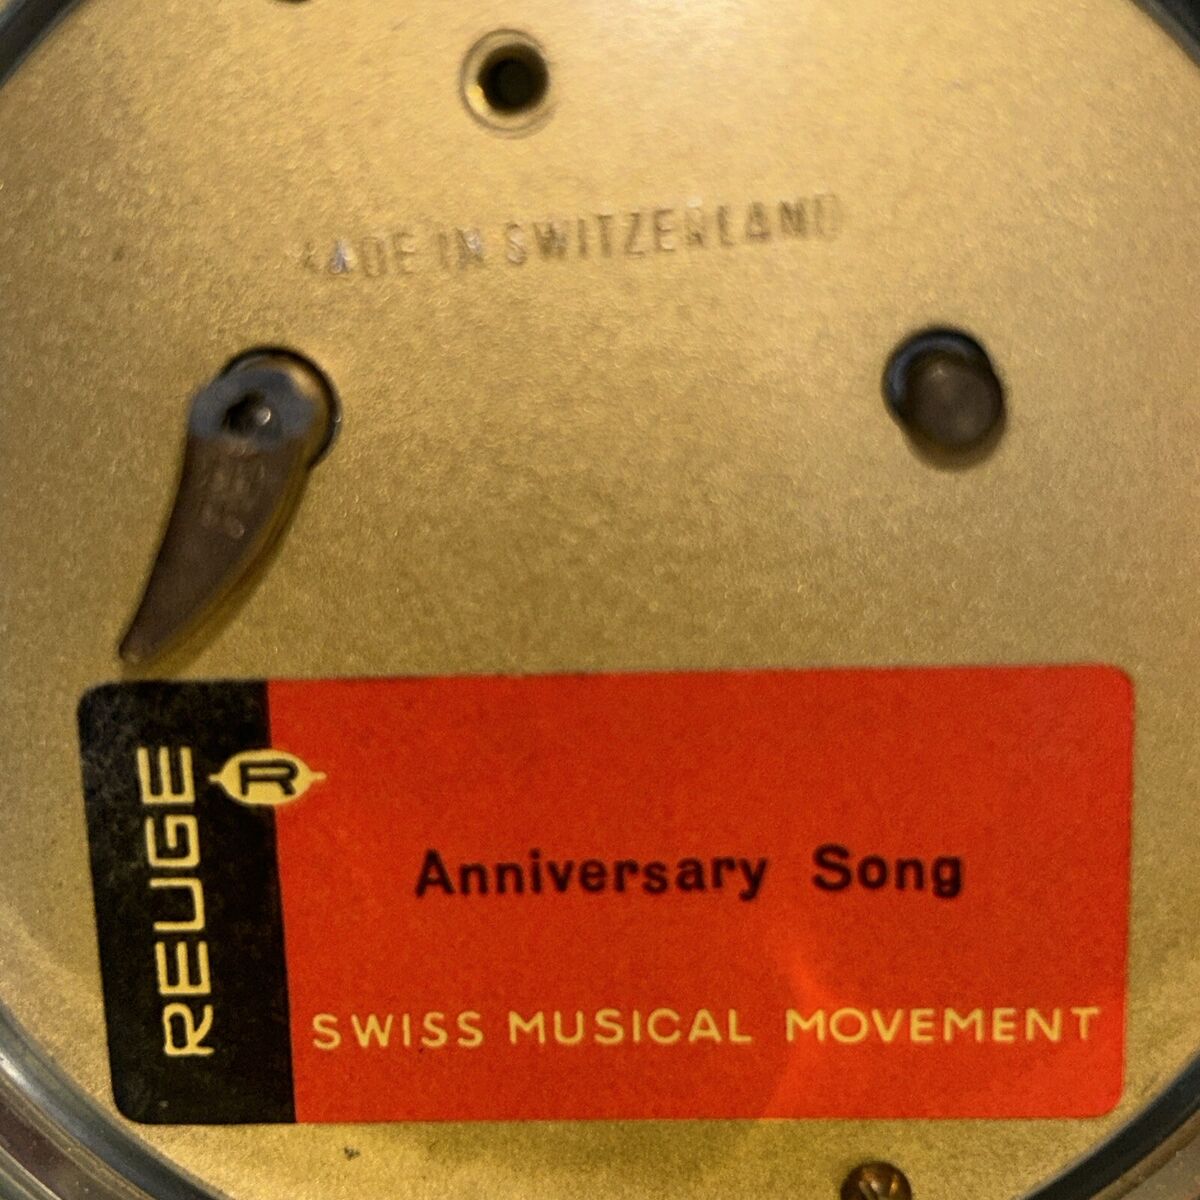 MADE IN SWITZERLAND
REUGE
R
Anniversary Song
SWISS MUSICAL MOVEMENT